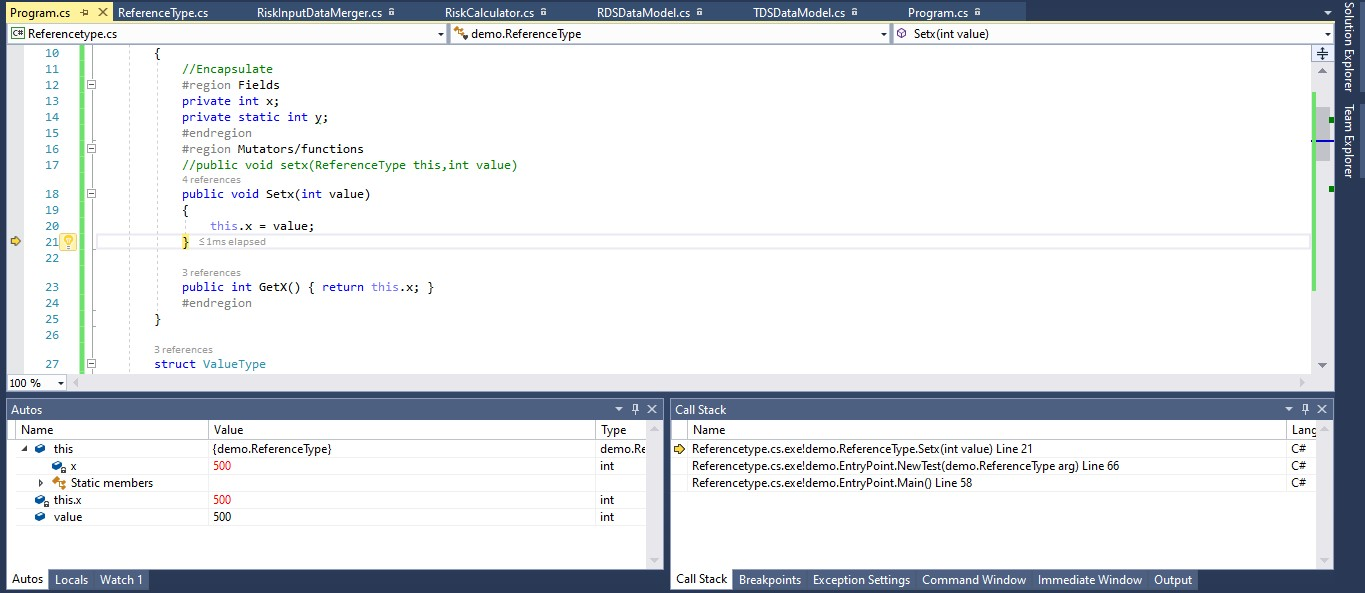 Program.cs ReferenceType.cs RiskInputDataMerger.cs RiskCalculator.cs RDSDataModel.cs TDSDataModel.cs Program.cs
C# Referencetype.cs demo.ReferenceType Setx(int value)
Solution Explorer
Team Explorer
10 {
11 //Encapsulate
12 #region Fields
13 private int x;
14 private static int y;
15 #endregion
16 #region Mutators/functions
17 //public void setx(ReferenceType this,int value)
4 references
18 public void Setx(int value)
19 {
20 this.x = value;
21 } ≤1ms elapsed
22
3 references
23 public int GetX() { return this.x; }
24 #endregion
25 }
26
3 references
27 struct ValueType
100 %
Autos
Name Value Type
this {demo.ReferenceType} demo.Re
x 500 int
Static members
this.x 500 int
value 500 int
Autos Locals Watch 1
Call Stack
Name Lang
Referencetype.cs.exe!demo.ReferenceType.Setx(int value) Line 21 C#
Referencetype.cs.exe!demo.EntryPoint.NewTest(demo.ReferenceType arg) Line 66 C#
Referencetype.cs.exe!demo.EntryPoint.Main() Line 58 C#
Call Stack Breakpoints Exception Settings Command Window Immediate Window Output